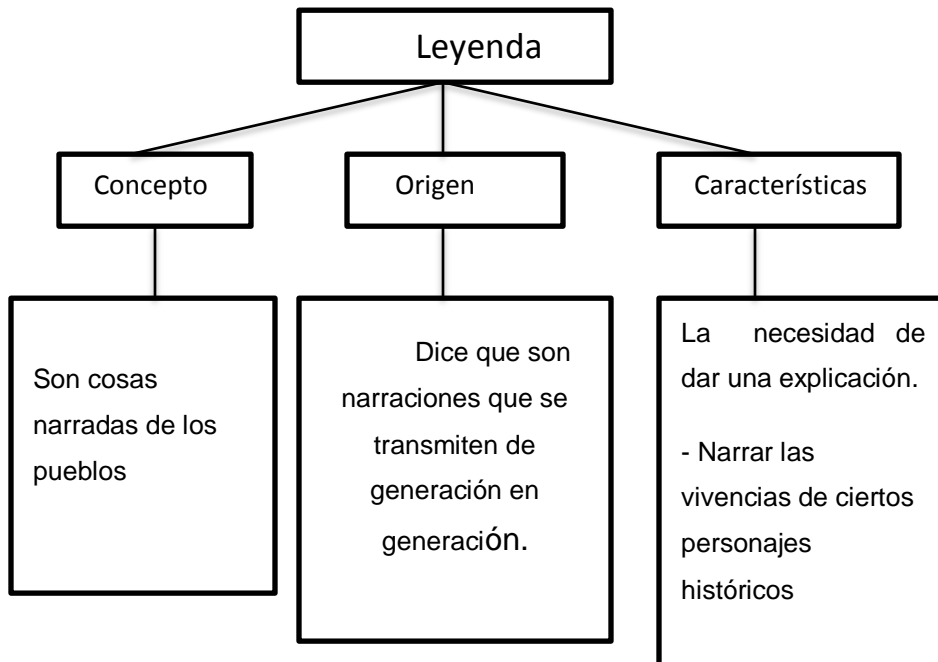 Leyenda
Concepto
Origen
Características
Son cosas
narradas de los
pueblos
Dice que son
narraciones que se
transmiten de
generación en
generación.
La necesidad de
dar una explicación.
- Narrar las
vivencias de ciertos
personajes
históricos